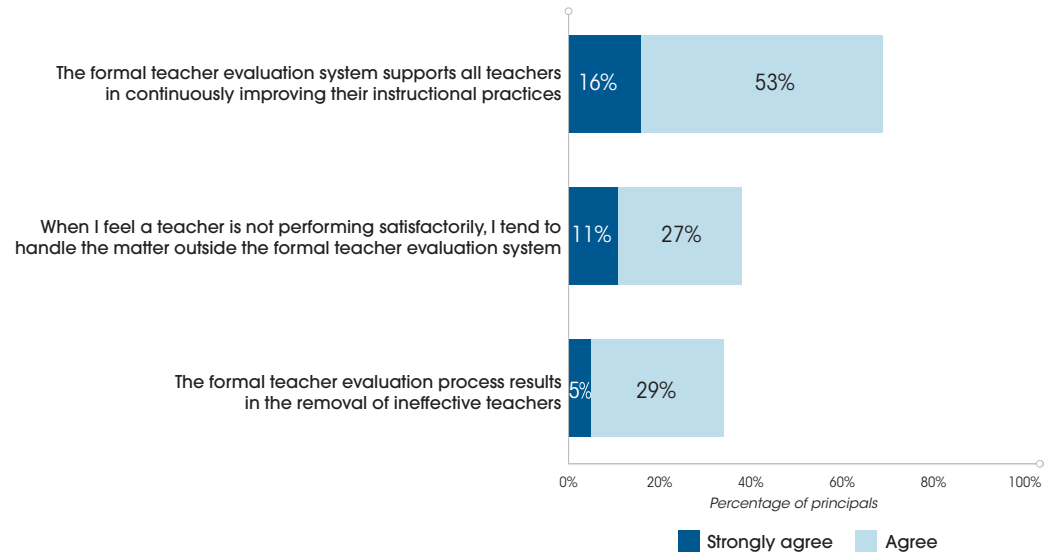 The formal teacher evaluation system supports all teachers
in continuously improving their instructional practices
16%
53%
When I feel a teacher is not performing satisfactorily, I tend to
handle the matter outside the formal teacher evaluation system
11%
27%
The formal teacher evaluation process results
in the removal of ineffective teachers
5%
29%
0%
20%
40%
60%
80%
100%
Percentage of principals
Strongly agree
Agree